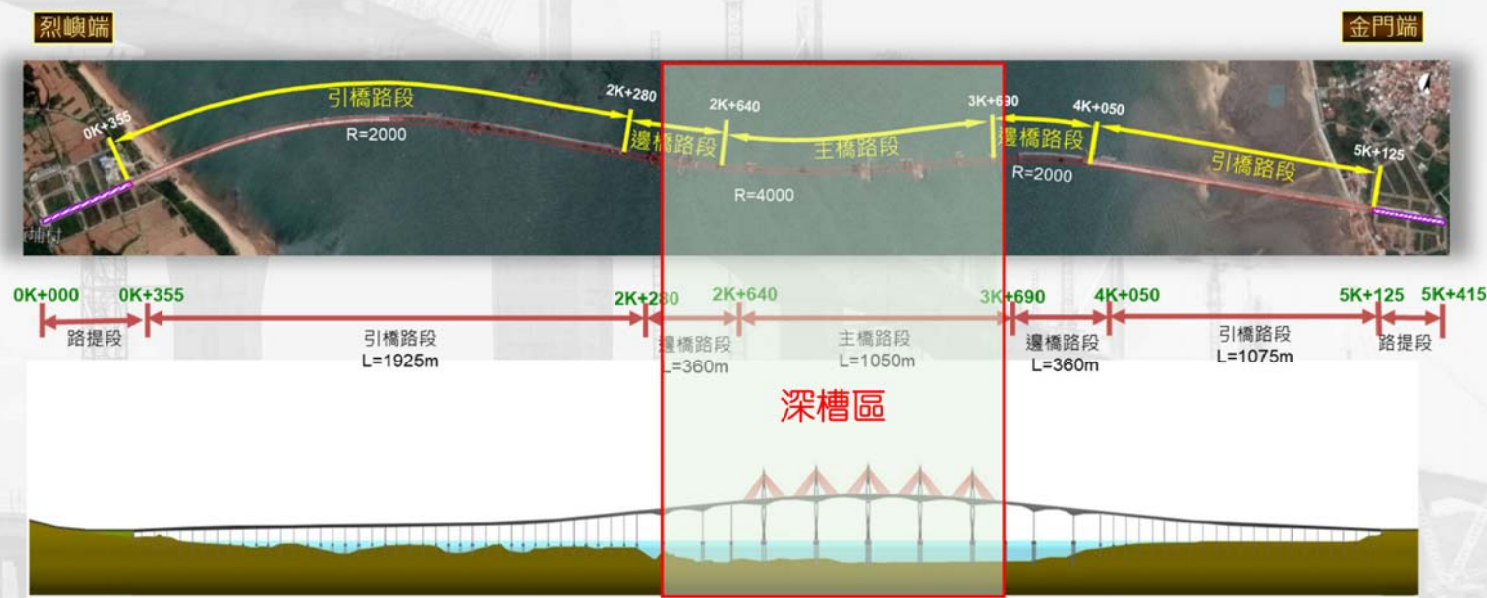 烈嶼端
金門端
0K+355
引橋路段
R=2000
2K+280
邊橋路段
2K+640
主橋路段
R=4000
3K+690
邊橋路段
R=2000
4K+050
引橋路段
5K+125
埔村
0K+000
0K+355
2K+280
2K+640
3K+690
4K+050
5K+125
5K+415
路提段
引橋路段
L=1925m
邊橋路段
L=360m
主橋路段
L=1050m
邊橋路段
L=360m
引橋路段
L=1075m
路提段
深槽區